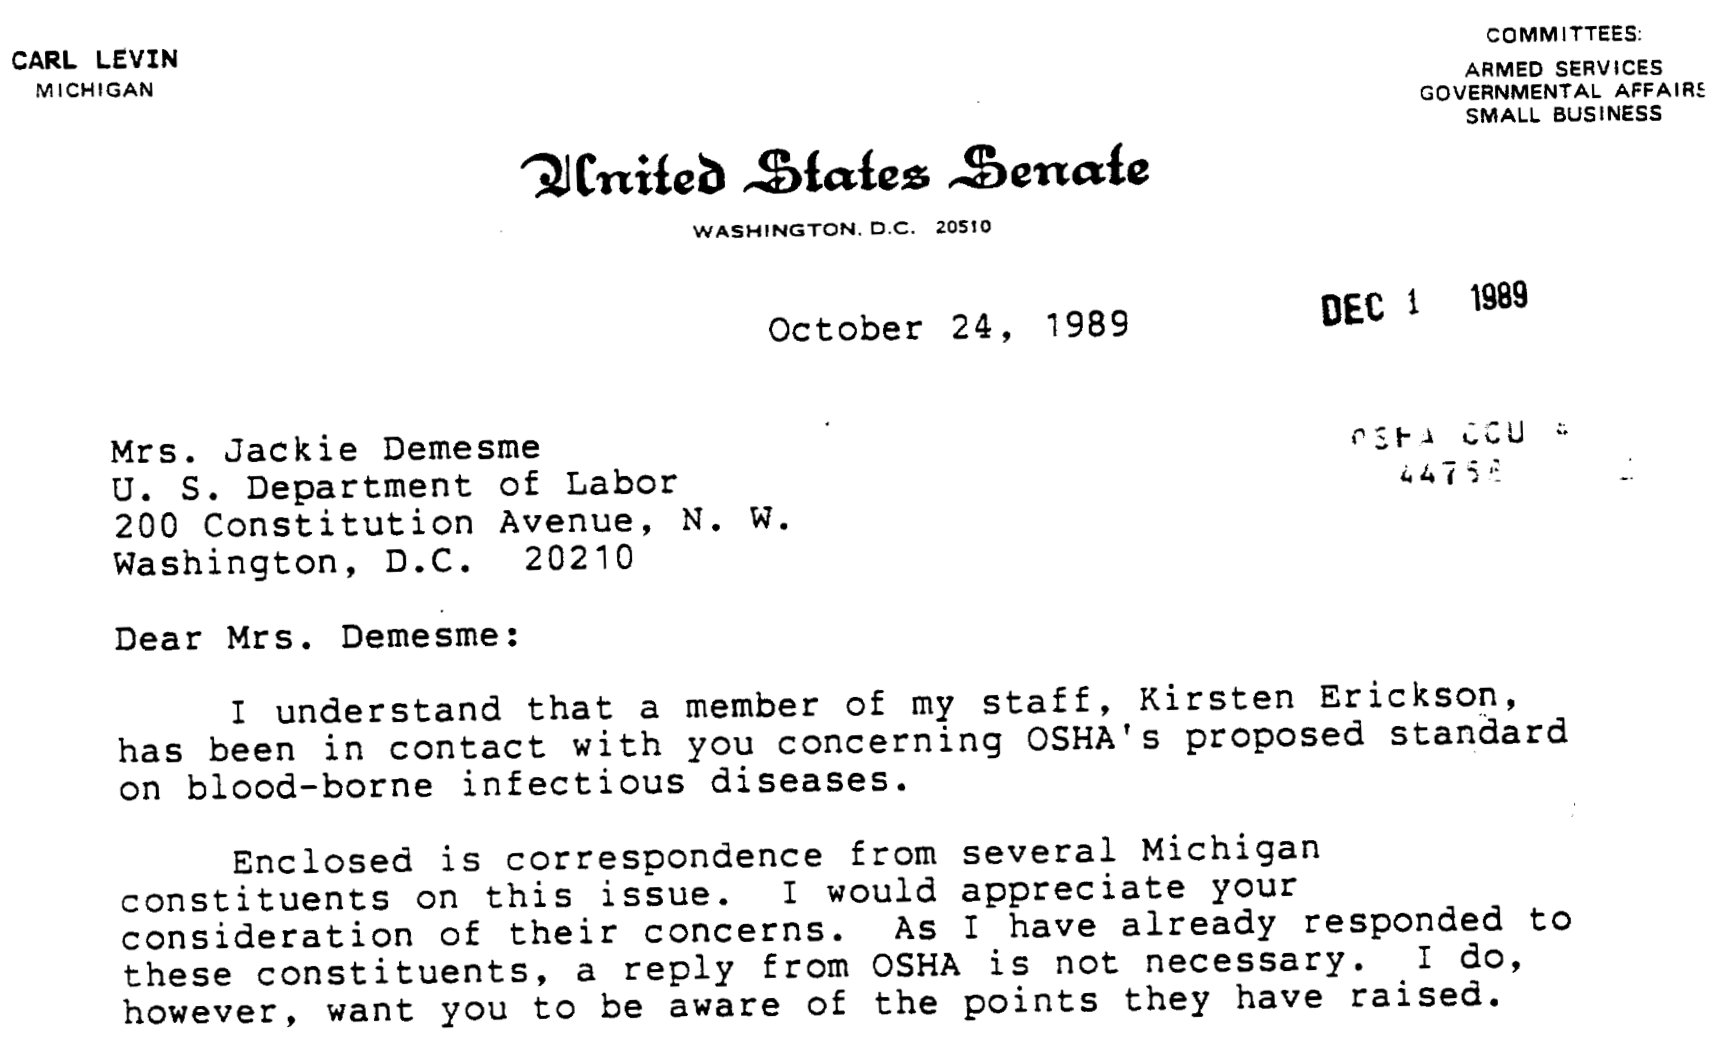 CARL LEVIN
MICHIGAN
COMMITTEES:
ARMED SERVICES
GOVERNMENTAL AFFAIRS
SMALL BUSINESS
United States Senate
WASHINGTON, D.C. 20510
October 24, 1989
DEC 1 1989
Mrs. Jackie Demesme
U. S. Department of Labor
200 Constitution Avenue, N. W.
Washington, D.C. 20210
OSHA CCU #
Dear Mrs. Demesme:
I understand that a member of my staff, Kirsten Erickson,
has been in contact with you concerning OSHA's proposed standard
on blood-borne infectious diseases.
Enclosed is correspondence from several Michigan
constituents on this issue. I would appreciate your
consideration of their concerns. As I have already responded to
these constituents, a reply from OSHA is not necessary. I do,
however, want you to be aware of the points they have raised.